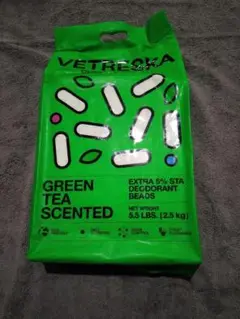 VETRESKA
GREEN
TEA
SCENTED
EXTRA 5% STA
DEODORANT
BEADS
NET WEIGHT
5.5 LBS. (2.5 kg)